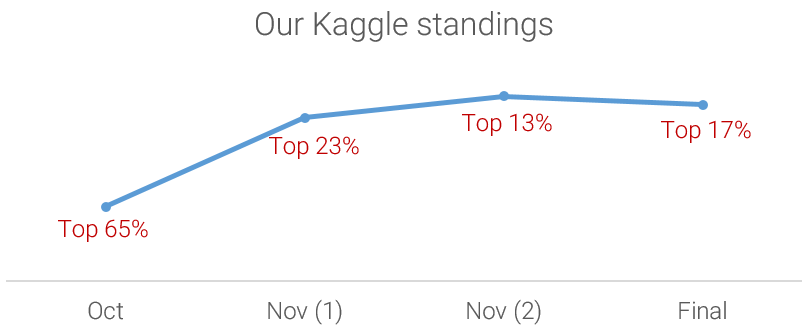 Our Kaggle standings
Top 65%
Top 23%
Top 13%
Top 17%
Oct
Nov (1)
Nov (2)
Final